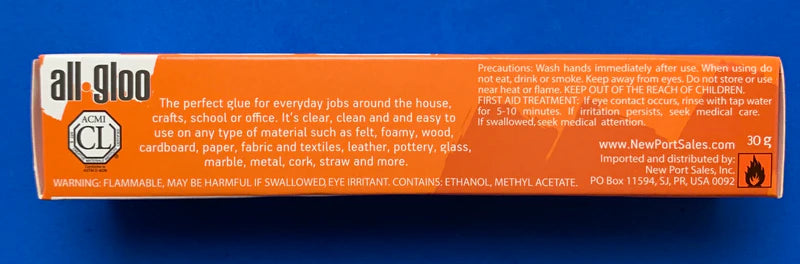 all·gloo
ACMI
CL
The perfect glue for everyday jobs around the house,
crafts, school or office. It's clear, clean and and easy to
use on any type of material such as felt, foamy, wood,
cardboard, paper, fabric and textiles, leather, pottery, glass,
marble, metal, cork, straw and more.
WARNING: FLAMMABLE, MAY BE HARMFUL IF SWALLOWED, EYE IRRITANT. CONTAINS: ETHANOL, METHYL ACETATE.
Precautions: Wash hands immediately after use. When using do
not eat, drink or smoke. Keep away from eyes. Do not store or use
near heat or flame. KEEP OUT OF THE REACH OF CHILDREN.
FIRST AID TREATMENT: If eye contact occurs, rinse with tap water
for 5-10 minutes. If irritation persists, seek medical care.
If swallowed, seek medical attention.
www.NewPortSales.com 30 g
Imported and distributed by:
New Port Sales, Inc.
PO Box 11594, SJ, PR, USA 0092